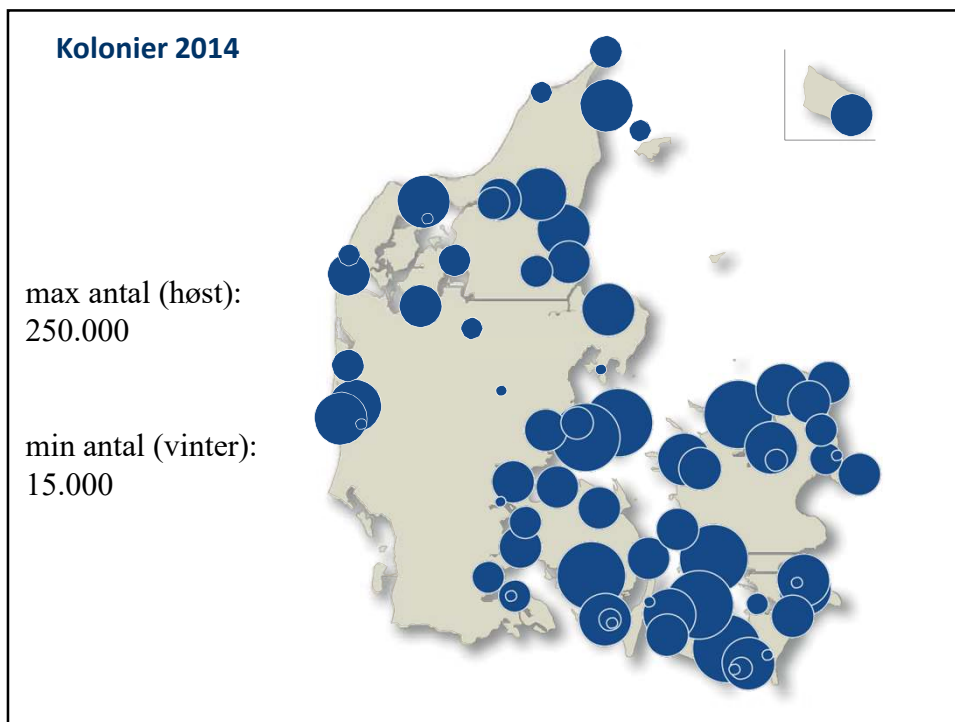 Kolonier 2014
max antal (høst):
250.000
min antal (vinter):
15.000